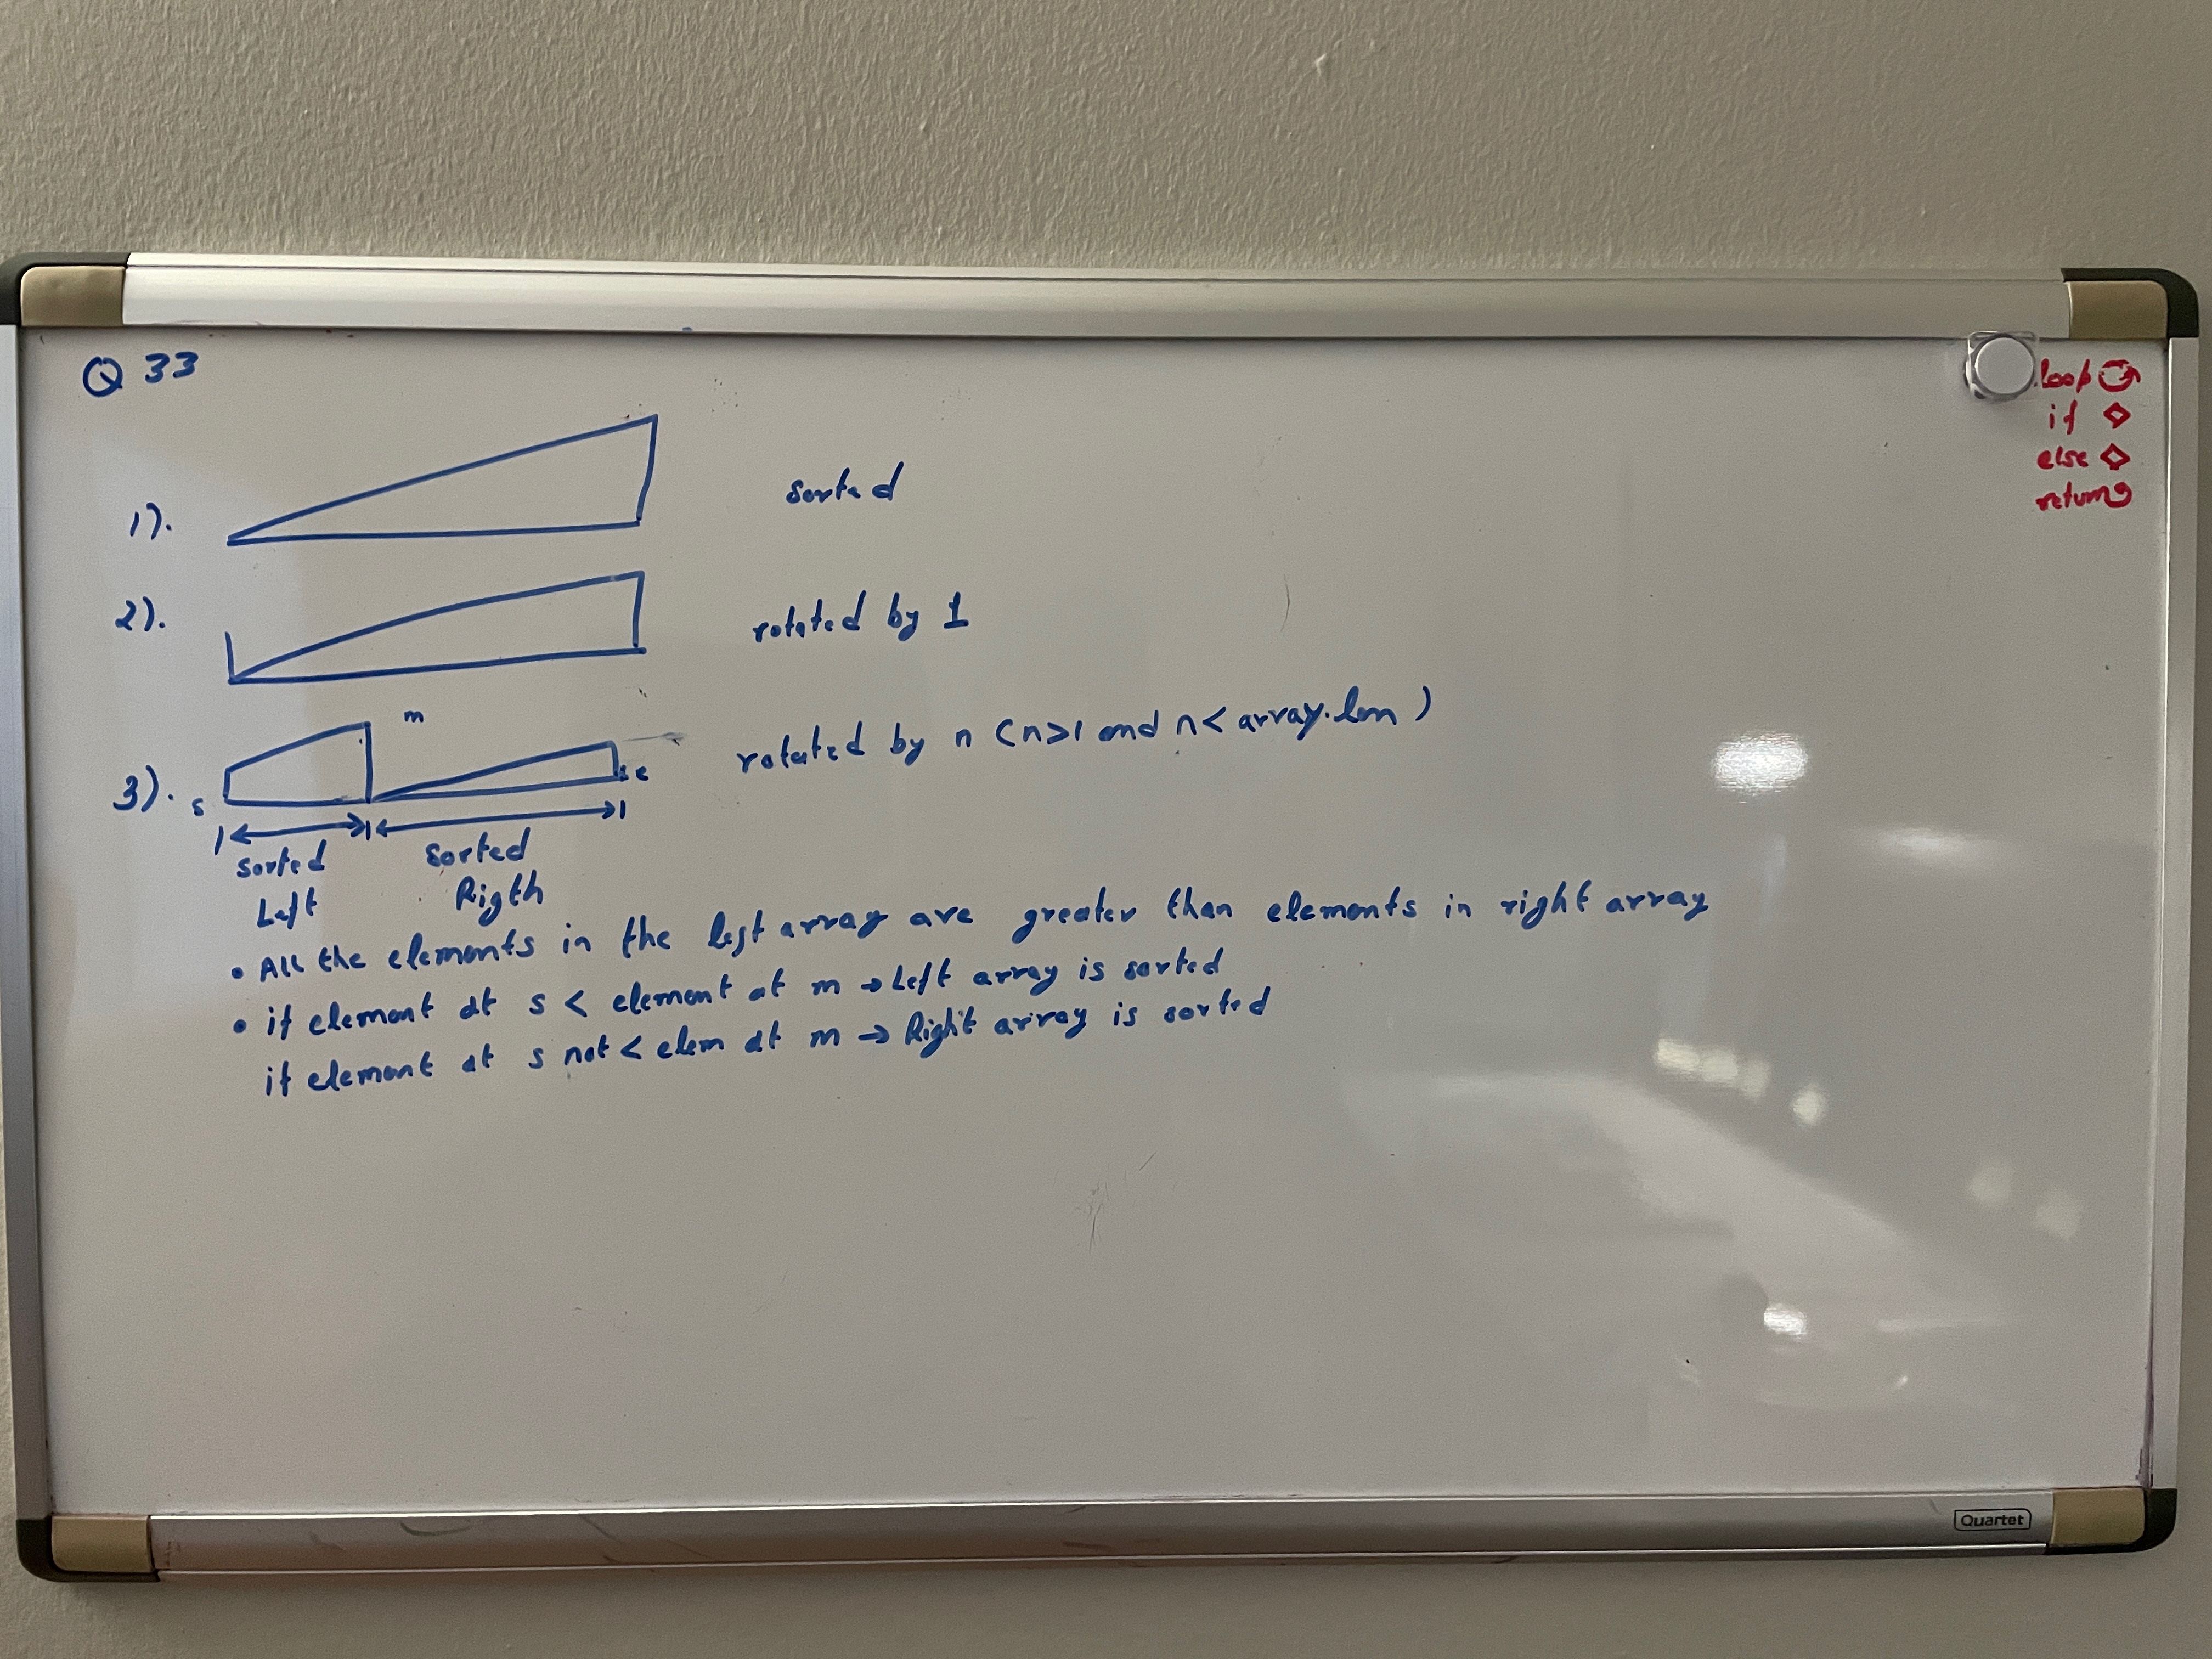 Q 33
loop
if
else
return
1). sorted
2). rotated by 1
m
3). s e rotated by n (n>1 and n< array.len)
sorted sorted
Left Rigth
• All the elements in the left array are greater than elements in right array
• if element at s < element at m → Left array is sorted
if element at s not < elem at m → Right array is sorted
Quartet